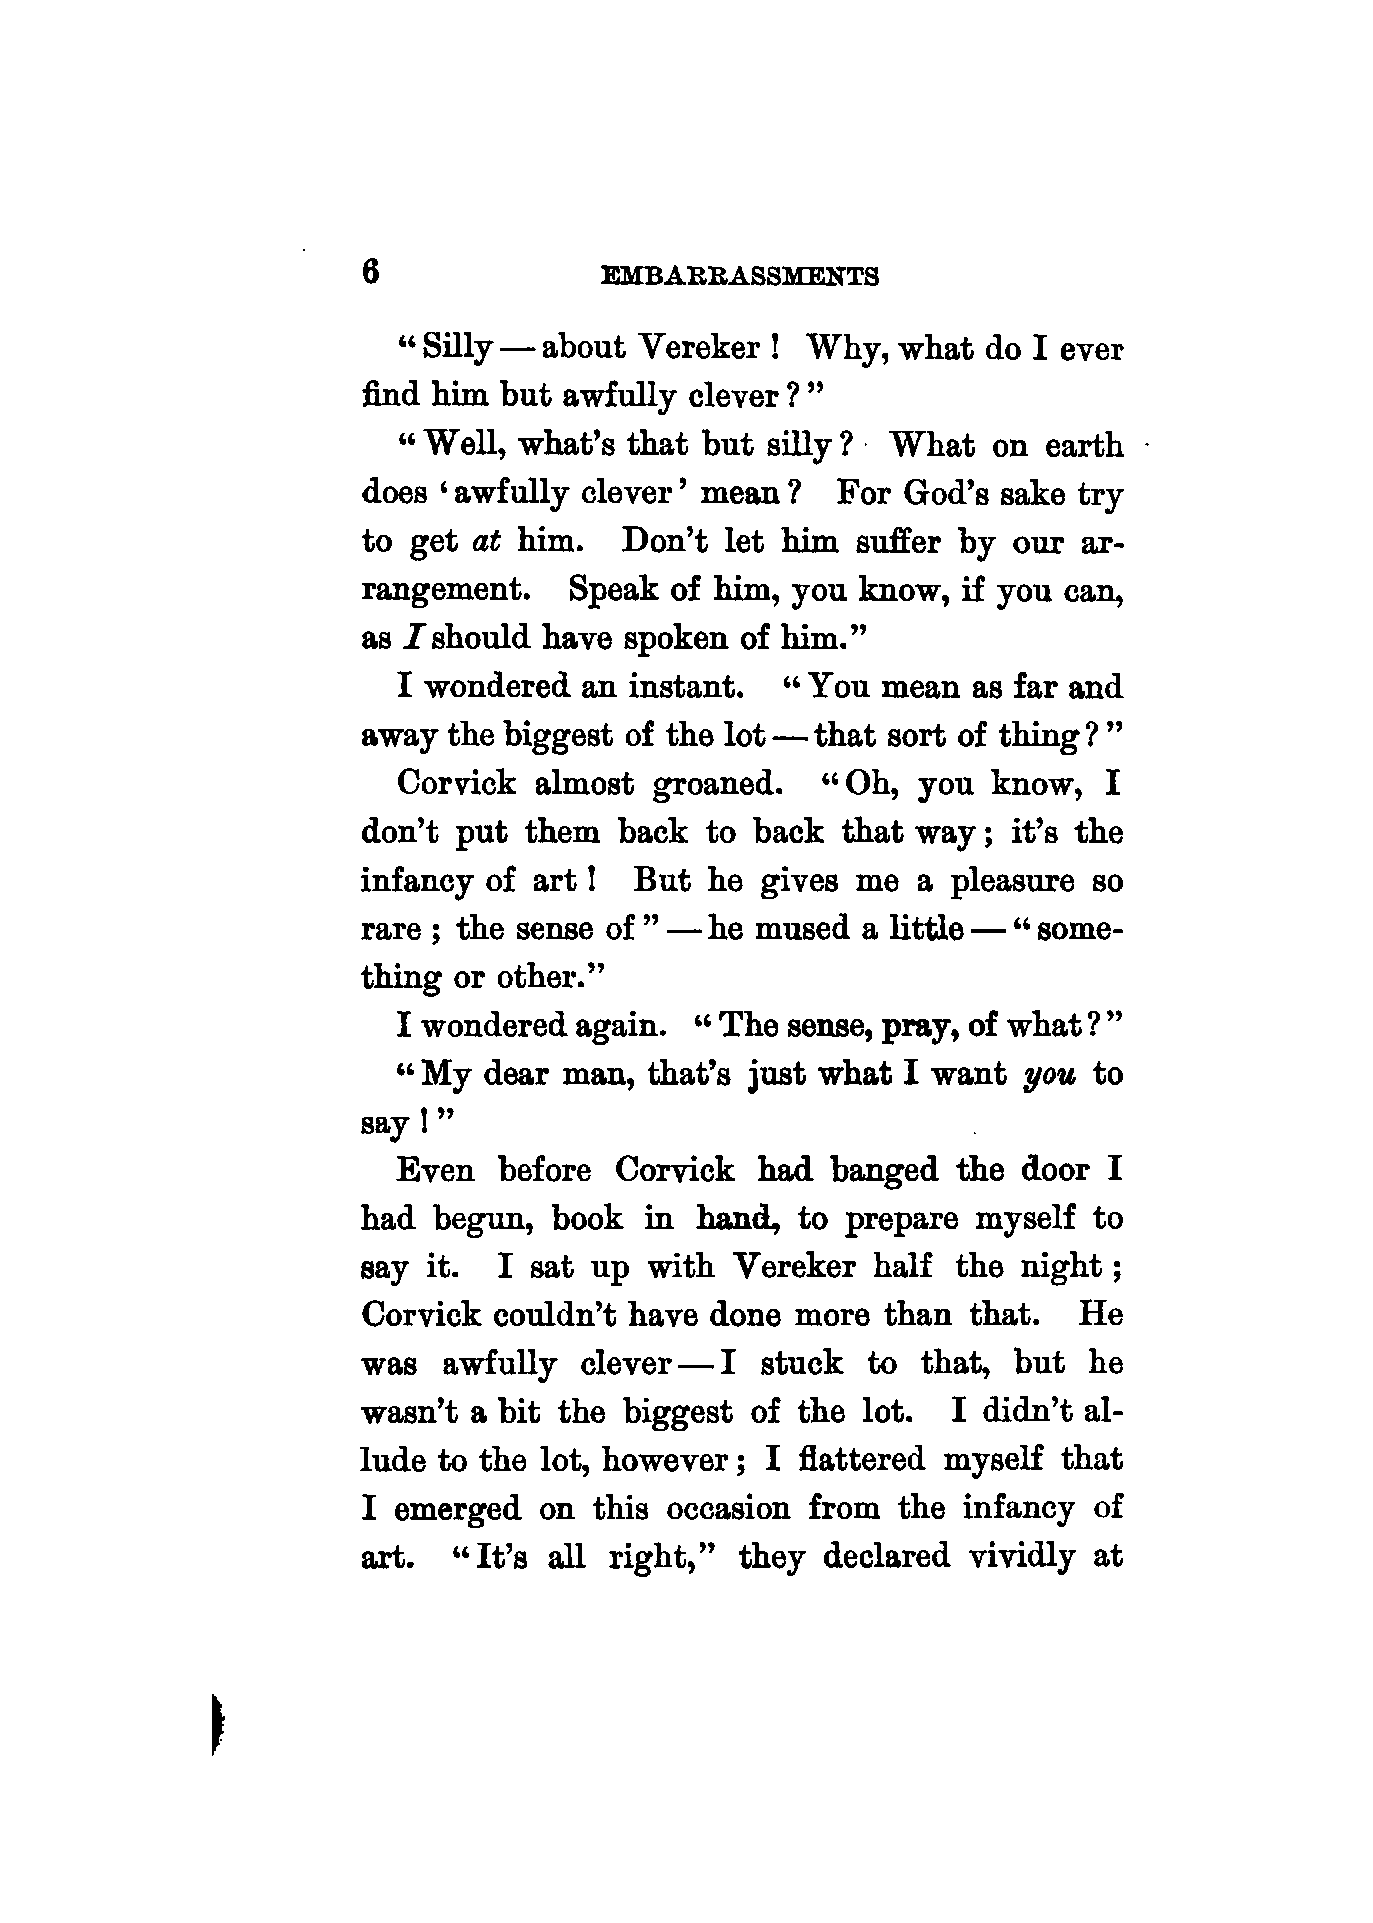 6 EMBARRASSMENTS
“Silly — about Vereker! Why, what do I ever
find him but awfully clever?”
“Well, what's that but silly? What on earth
does ‘awfully clever’ mean? For God's sake try
to get at him. Don't let him suffer by our ar-
rangement. Speak of him, you know, if you can,
as I should have spoken of him.”
I wondered an instant. “You mean as far and
away the biggest of the lot — that sort of thing?”
Corvick almost groaned. “Oh, you know, I
don't put them back to back that way; it's the
infancy of art! But he gives me a pleasure so
rare; the sense of” — he mused a little — “some-
thing or other.”
I wondered again. “The sense, pray, of what?”
“My dear man, that's just what I want you to
say!”
Even before Corvick had banged the door I
had begun, book in hand, to prepare myself to
say it. I sat up with Vereker half the night;
Corvick couldn't have done more than that. He
was awfully clever — I stuck to that, but he
wasn't a bit the biggest of the lot. I didn't al-
lude to the lot, however; I flattered myself that
I emerged on this occasion from the infancy of
art. “It's all right,” they declared vividly at